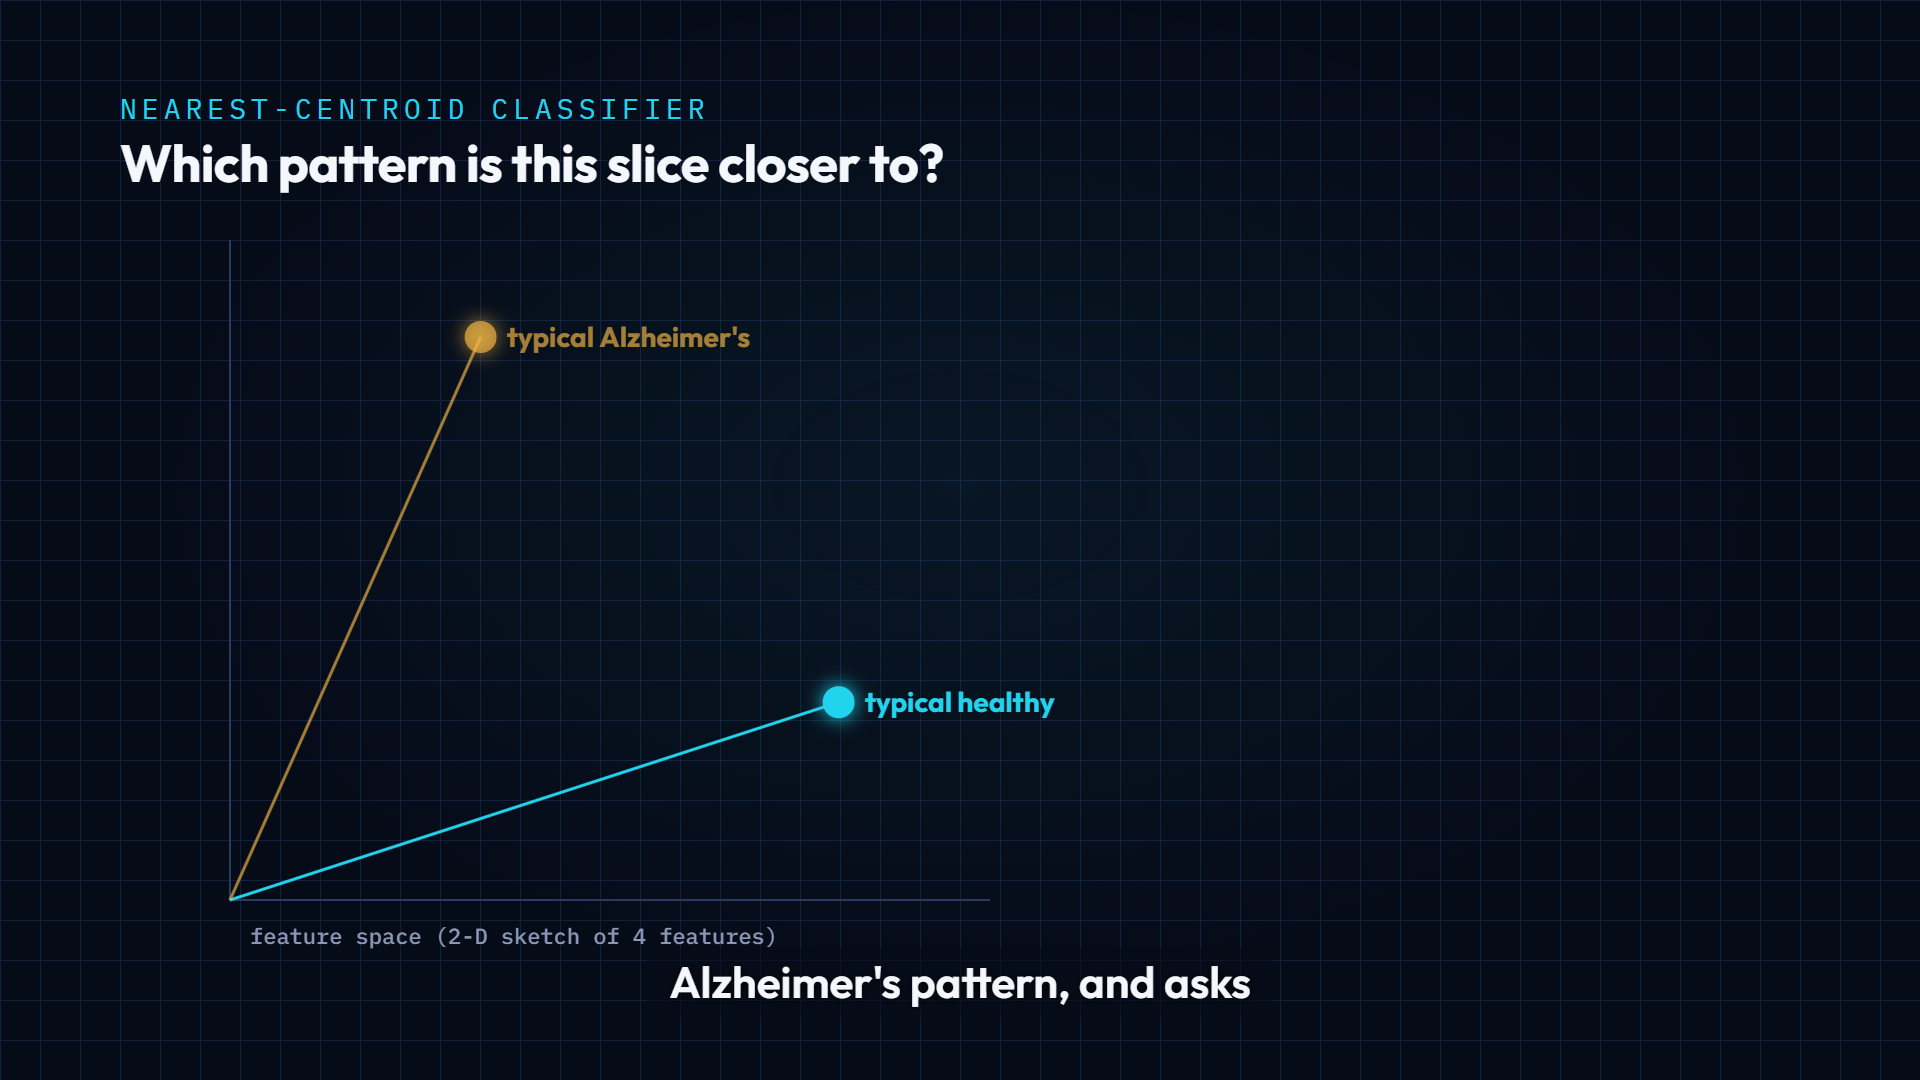 NEAREST-CENTROID CLASSIFIER
Which pattern is this slice closer to?
typical Alzheimer's
typical healthy
feature space (2-D sketch of 4 features)
Alzheimer's pattern, and asks